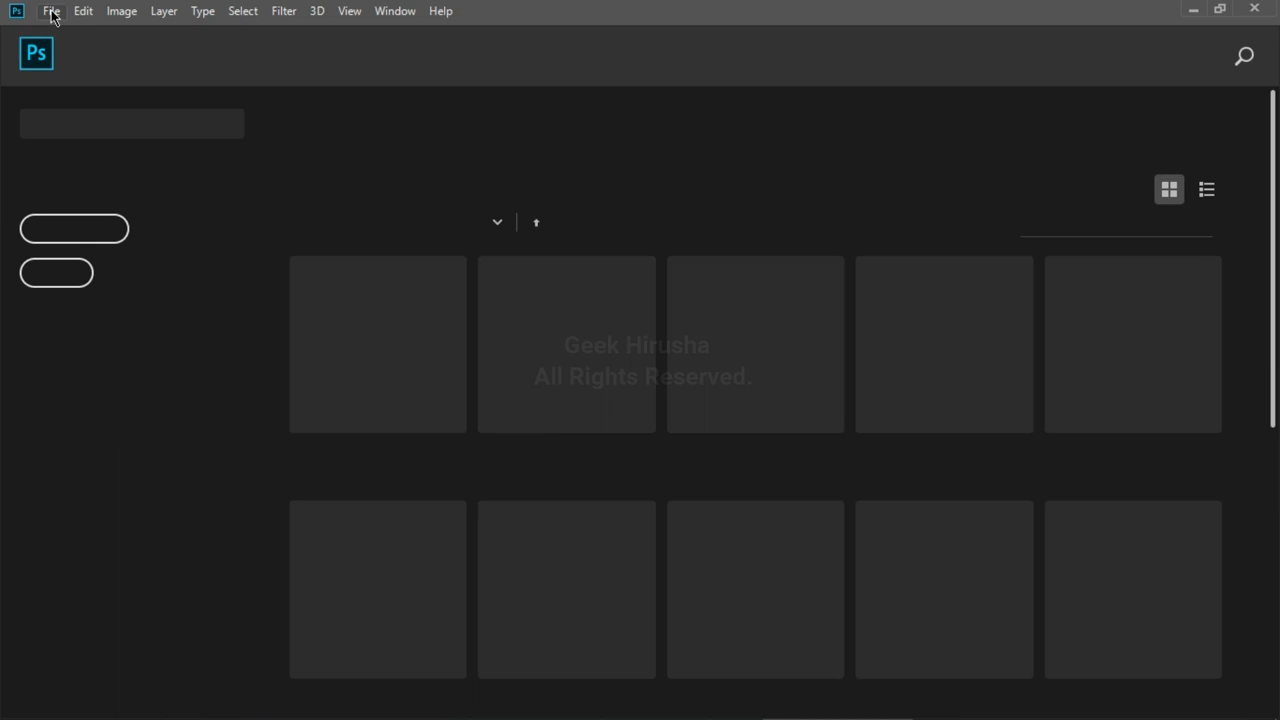 Ps File Edit Image Layer Type Select Filter 3D View Window Help
Ps
Geek Hirusha
All Rights Reserved.